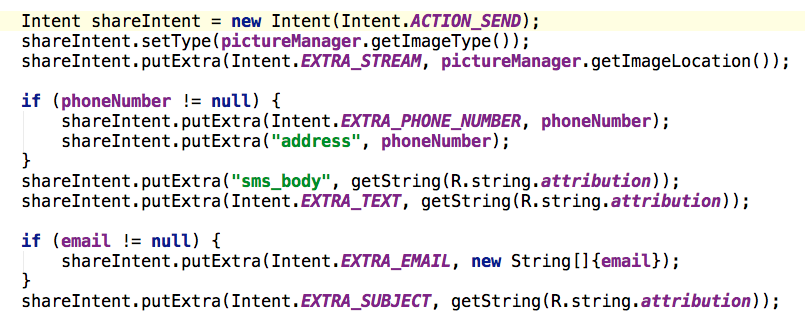 Intent shareIntent = new Intent(Intent.ACTION_SEND);
shareIntent.setType(pictureManager.getImageType());
shareIntent.putExtra(Intent.EXTRA_STREAM, pictureManager.getImageLocation());
if (phoneNumber != null) {
shareIntent.putExtra(Intent.EXTRA_PHONE_NUMBER, phoneNumber);
shareIntent.putExtra("address", phoneNumber);
}
shareIntent.putExtra("sms_body", getString(R.string.attribution));
shareIntent.putExtra(Intent.EXTRA_TEXT, getString(R.string.attribution));
if (email != null) {
shareIntent.putExtra(Intent.EXTRA_EMAIL, new String[]{email});
}
shareIntent.putExtra(Intent.EXTRA_SUBJECT, getString(R.string.attribution));